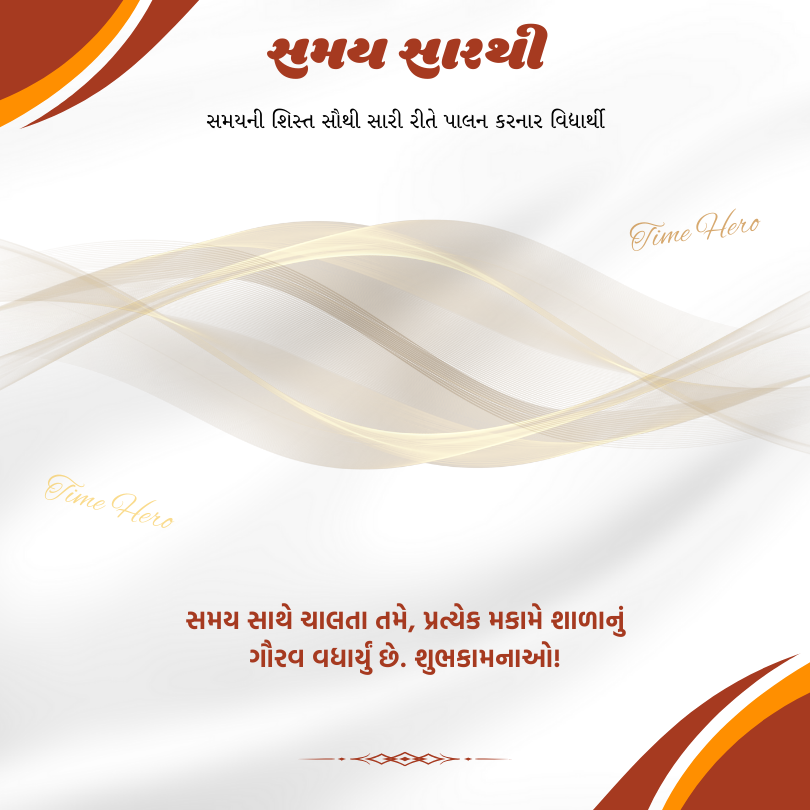 સમય સારથી
સમયની શિસ્ત સૌથી સારી રીતે પાલન કરનાર વિદ્યાર્થી
Time Hero
Time Hero
સમય સાથે ચાલતા તમે, પ્રત્યેક મકામે શાળાનું
ગૌરવ વધાર્યું છે. શુભકામનાઓ!